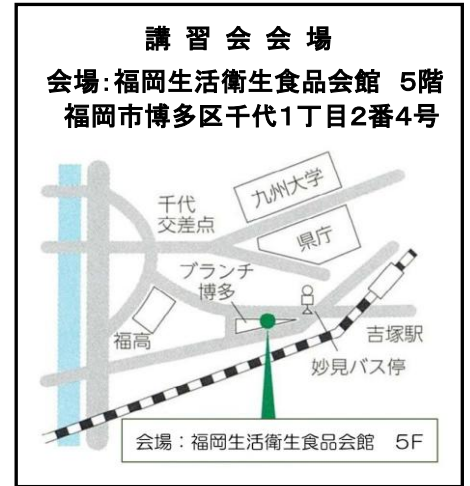 講習会会場
会場:福岡生活衛生食品会館 5階
福岡市博多区千代1丁目2番4号
九州大学
千代
交差点
県庁
ブランチ
博多
福高
吉塚駅
妙見バス停
会場:福岡生活衛生食品会館 5F